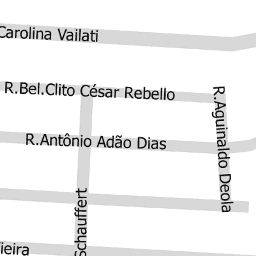 Carolina Vailati
R.Bel.Clito César Rebello
R.Aguinaldo Deola
R.Antônio Adão Dias
Schauffert
ieira